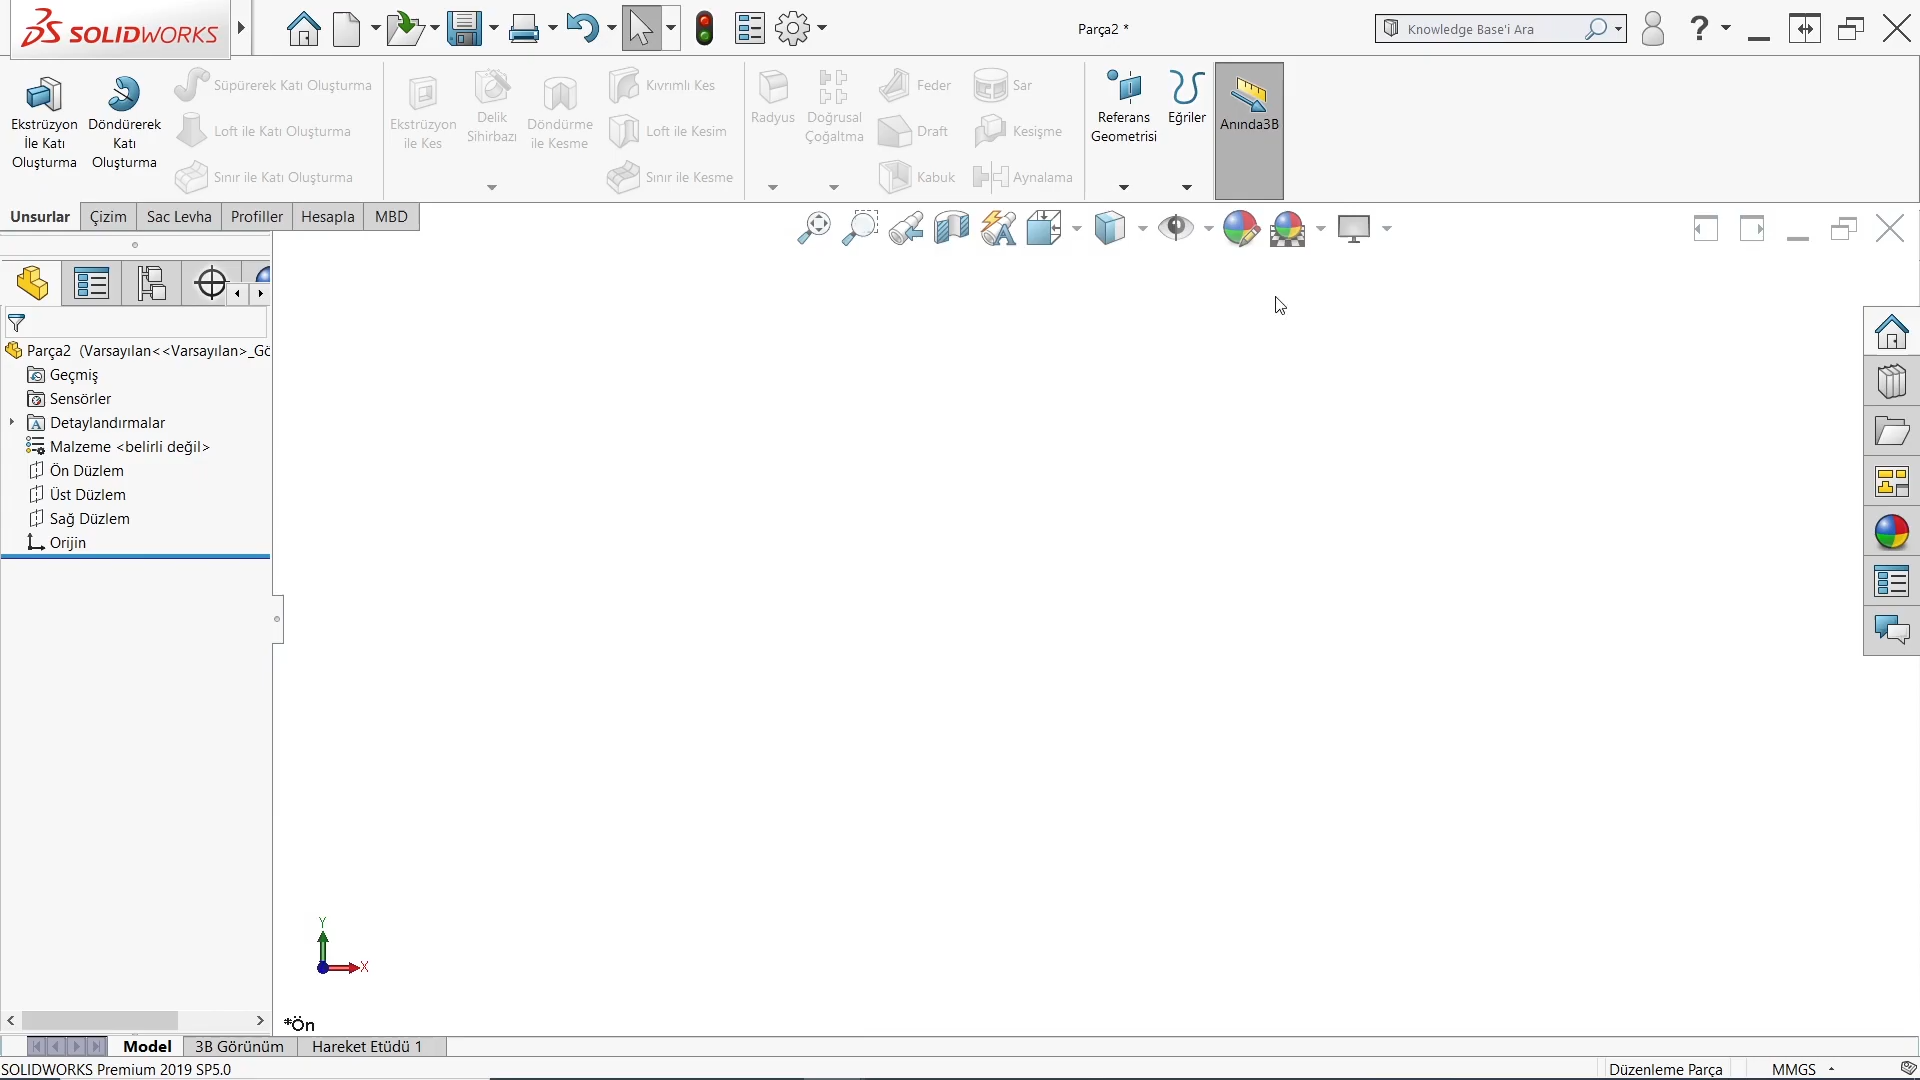 SOLIDWORKS
Parça2 *
Knowledge Base'i Ara
?
Ekstrüzyon
İle Katı
Oluşturma
Döndürerek
Katı
Oluşturma
Süpürerek Katı Oluşturma
Loft ile Katı Oluşturma
Sınır ile Katı Oluşturma
Ekstrüzyon
ile Kes
Delik
Sihirbazı
Döndürme
ile Kesme
Kıvrımlı Kes
Loft ile Kesim
Sınır ile Kesme
Radyus
Doğrusal
Çoğaltma
Feder
Draft
Kabuk
Sar
Kesişme
Aynalama
Referans
Geometrisi
Eğriler
Anında3B
Unsurlar
Çizim
Sac Levha
Profiller
Hesapla
MBD
Parça2 (Varsayılan<<Varsayılan>_Gö
Geçmiş
Sensörler
Detaylandırmalar
Malzeme <belirli değil>
Ön Düzlem
Üst Düzlem
Sağ Düzlem
Orijin
Y
X
*Ön
Model
3B Görünüm
Hareket Etüdü 1
SOLIDWORKS Premium 2019 SP5.0
Düzenleme Parça
MMGS